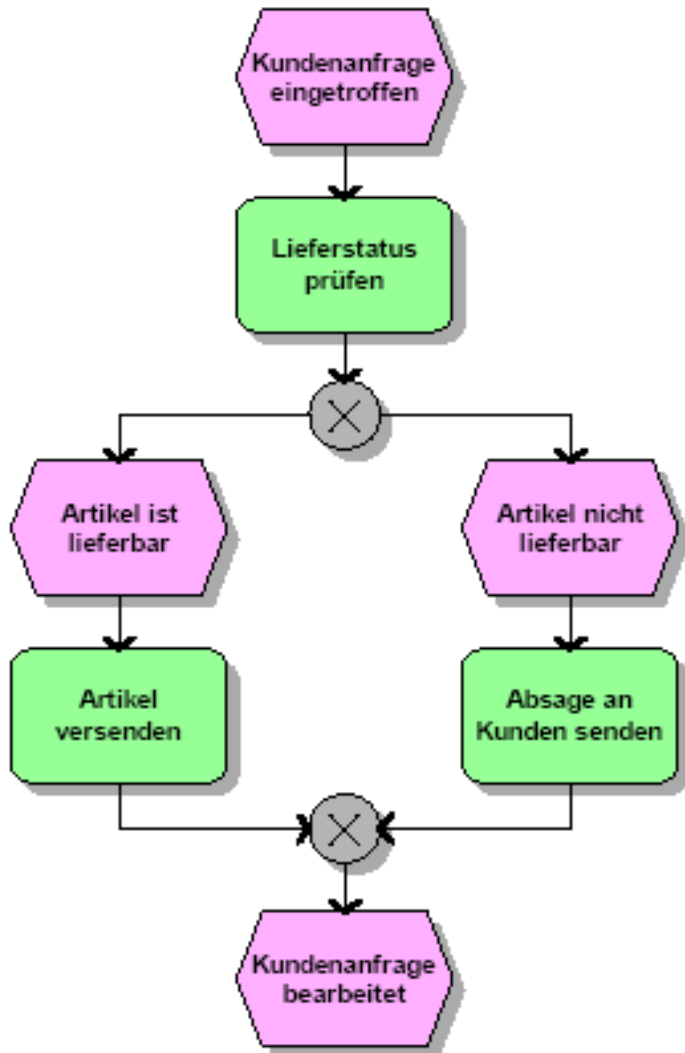 Kundenanfrage
eingetroffen
Lieferstatus
prüfen
Artikel ist
lieferbar
Artikel nicht
lieferbar
Artikel
versenden
Absage an
Kunden senden
Kundenanfrage
bearbeitet